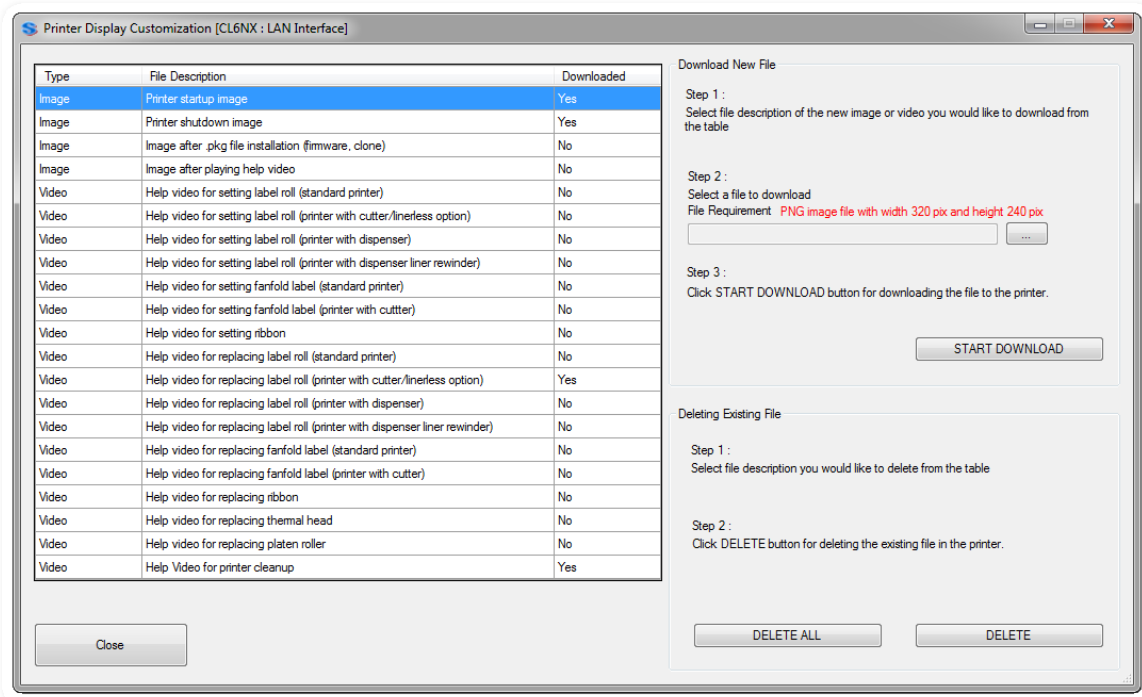 Printer Display Customization [CL6NX : LAN Interface]
Type File Description Downloaded
Image Printer startup image Yes
Image Printer shutdown image Yes
Image Image after .pkg file installation (firmware, clone) No
Image Image after playing help video No
Video Help video for setting label roll (standard printer) No
Video Help video for setting label roll (printer with cutter/linerless option) No
Video Help video for setting label roll (printer with dispenser) No
Video Help video for setting label roll (printer with dispenser liner rewinder) No
Video Help video for setting fanfold label (standard printer) No
Video Help video for setting fanfold label (printer with cuttter) No
Video Help video for setting ribbon No
Video Help video for replacing label roll (standard printer) No
Video Help video for replacing label roll (printer with cutter/linerless option) Yes
Video Help video for replacing label roll (printer with dispenser) No
Video Help video for replacing label roll (printer with dispenser liner rewinder) No
Video Help video for replacing fanfold label (standard printer) No
Video Help video for replacing fanfold label (printer with cutter) No
Video Help video for replacing ribbon No
Video Help video for replacing thermal head No
Video Help video for replacing platen roller No
Video Help Video for printer cleanup Yes
Close
Download New File
Step 1 :
Select file description of the new image or video you would like to download from
the table
Step 2 :
Select a file to download
File Requirement PNG image file with width 320 pix and height 240 pix
...
Step 3 :
Click START DOWNLOAD button for downloading the file to the printer.
START DOWNLOAD
Deleting Existing File
Step 1 :
Select file description you would like to delete from the table
Step 2 :
Click DELETE button for deleting the existing file in the printer.
DELETE ALL DELETE